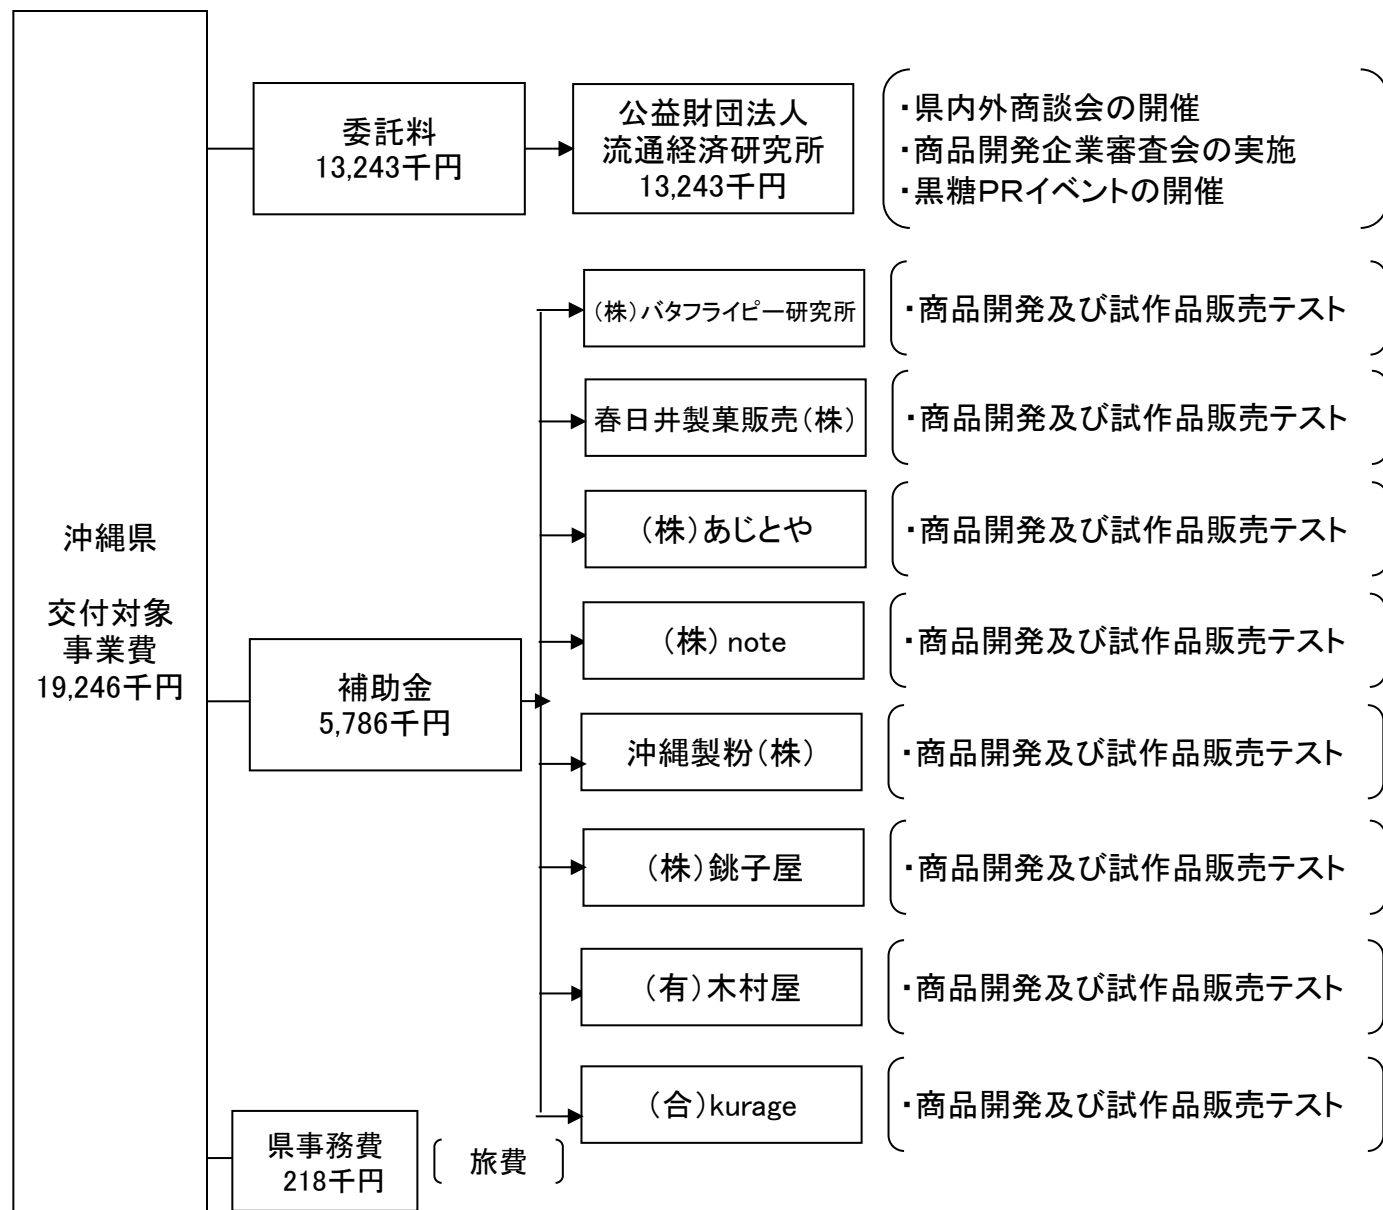 沖縄県
交付対象
事業費
19,246千円
委託料
13,243千円
公益財団法人
流通経済研究所
13,243千円
・県内外商談会の開催
・商品開発企業審査会の実施
・黒糖PRイベントの開催
補助金
5,786千円
（株）バタフライピー研究所
・商品開発及び試作品販売テスト
春日井製菓販売（株）
・商品開発及び試作品販売テスト
（株）あじとや
・商品開発及び試作品販売テスト
（株）note
・商品開発及び試作品販売テスト
沖縄製粉（株）
・商品開発及び試作品販売テスト
（株）銚子屋
・商品開発及び試作品販売テスト
（有）木村屋
・商品開発及び試作品販売テスト
（合）kurage
・商品開発及び試作品販売テスト
県事務費
218千円
旅費